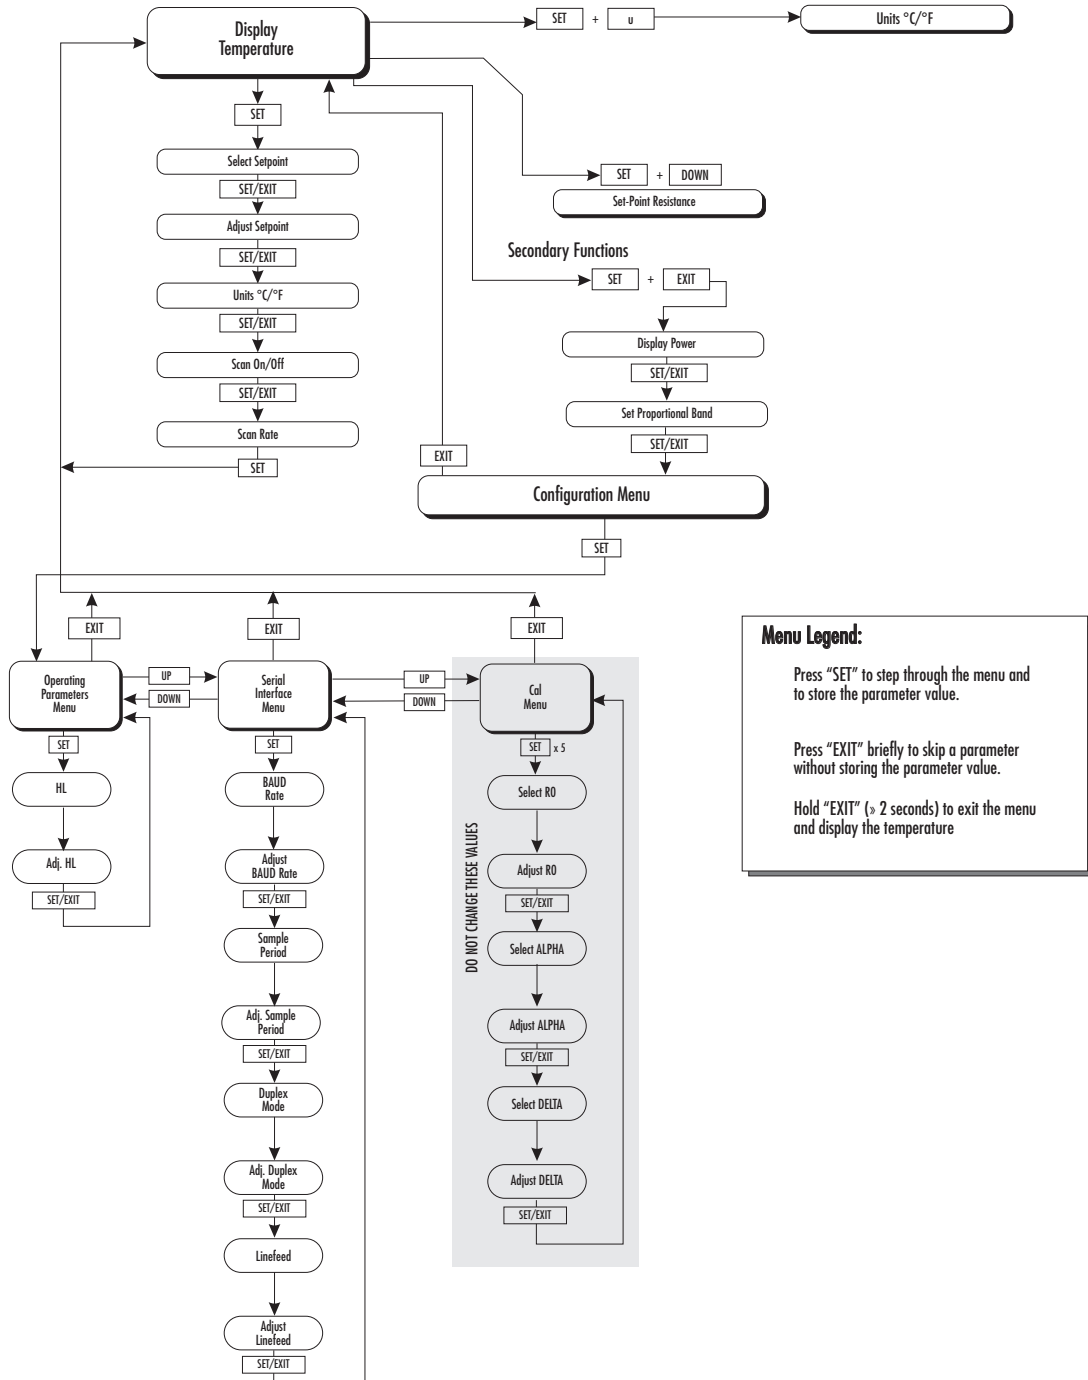 Display
Temperature
SET + u
Units °C/°F
SET
Select Setpoint
SET/EXIT
Adjust Setpoint
SET/EXIT
Units °C/°F
SET/EXIT
Scan On/Off
SET/EXIT
Scan Rate
SET
SET + DOWN
Set-Point Resistance
Secondary Functions
SET + EXIT
Display Power
SET/EXIT
Set Proportional Band
SET/EXIT
EXIT
Configuration Menu
SET
EXIT
EXIT
EXIT
Operating
Parameters
Menu
UP
DOWN
Serial
Interface
Menu
UP
DOWN
Cal
Menu
SET
HL
Adj. HL
SET/EXIT
SET
BAUD
Rate
Adjust
BAUD Rate
SET/EXIT
Sample
Period
Adj. Sample
Period
SET/EXIT
Duplex
Mode
Adj. Duplex
Mode
SET/EXIT
Linefeed
Adjust
Linefeed
SET/EXIT
DO NOT CHANGE THESE VALUES
SET x 5
Select R0
Adjust R0
SET/EXIT
Select ALPHA
Adjust ALPHA
SET/EXIT
Select DELTA
Adjust DELTA
SET/EXIT
Menu Legend:
Press “SET” to step through the menu and
to store the parameter value.
Press “EXIT” briefly to skip a parameter
without storing the parameter value.
Hold “EXIT” (» 2 seconds) to exit the menu
and display the temperature